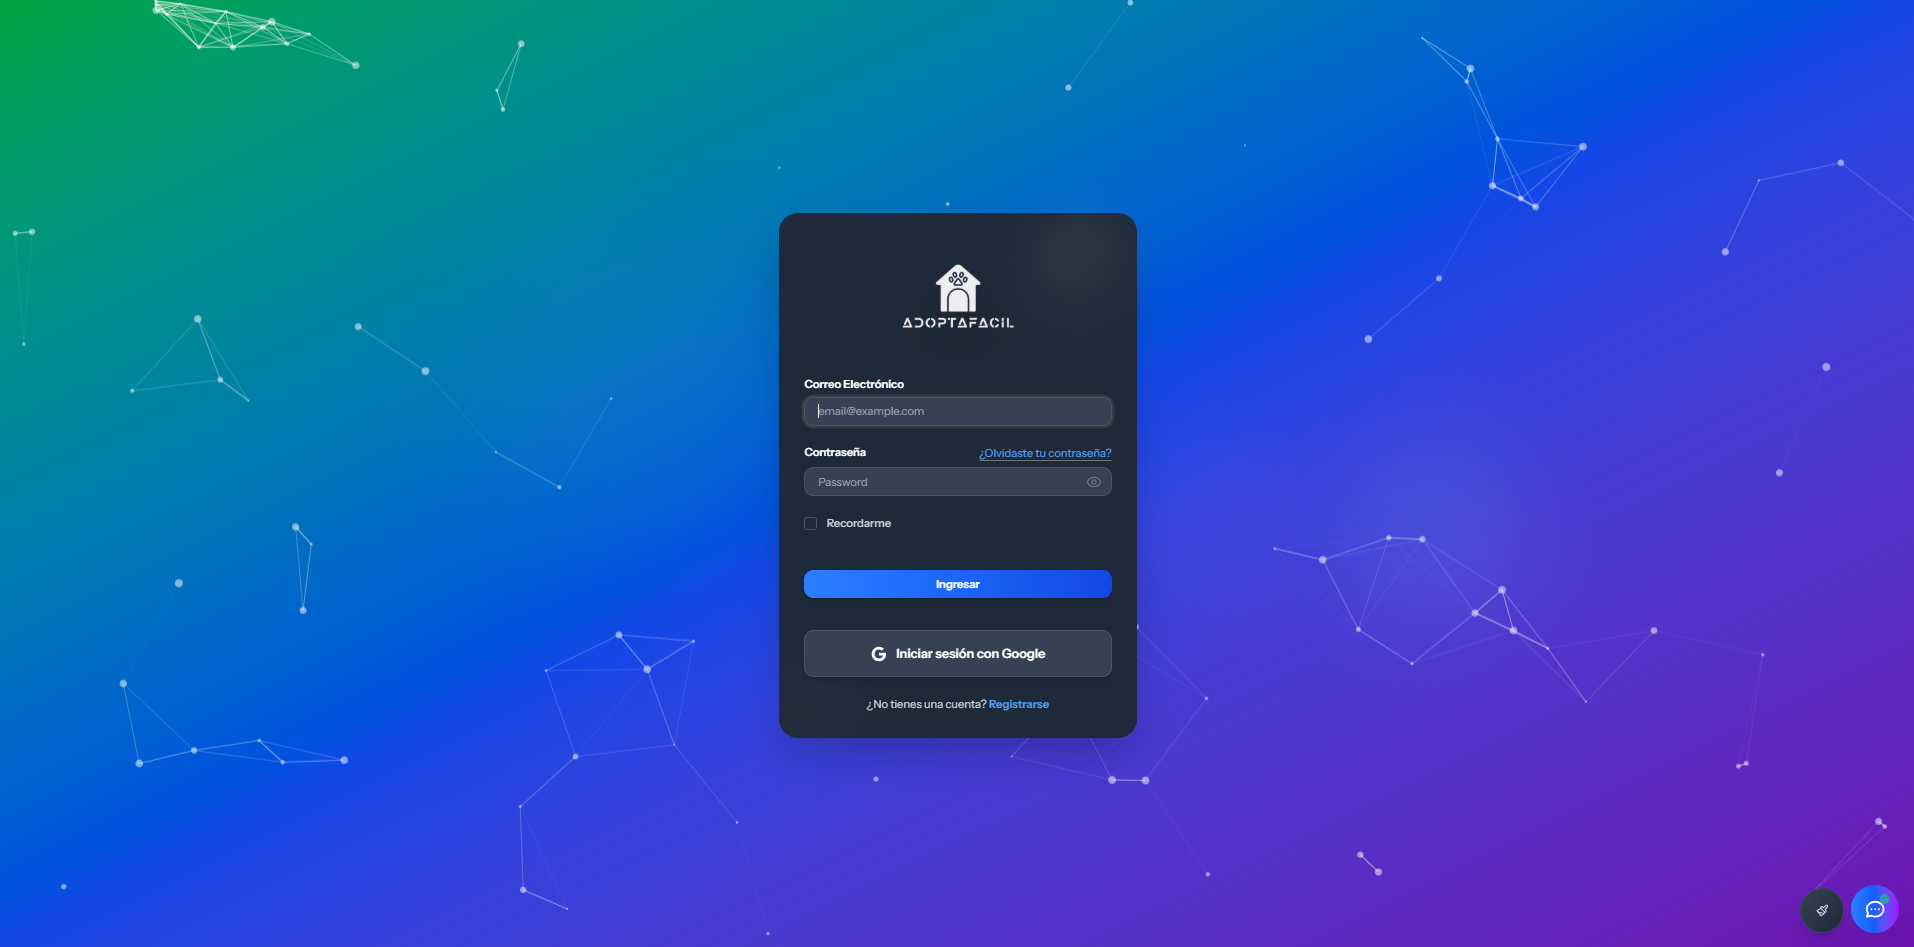 ADOPTAFACIL
Correo Electrónico
email@example.com
Contraseña ¿Olvidaste tu contraseña?
Password
Recordarme
Ingresar
Iniciar sesión con Google
¿No tienes una cuenta? Registrarse